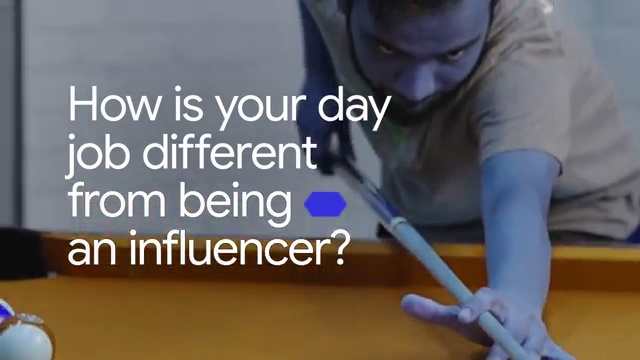 How is your day
job different
from being
an influencer?